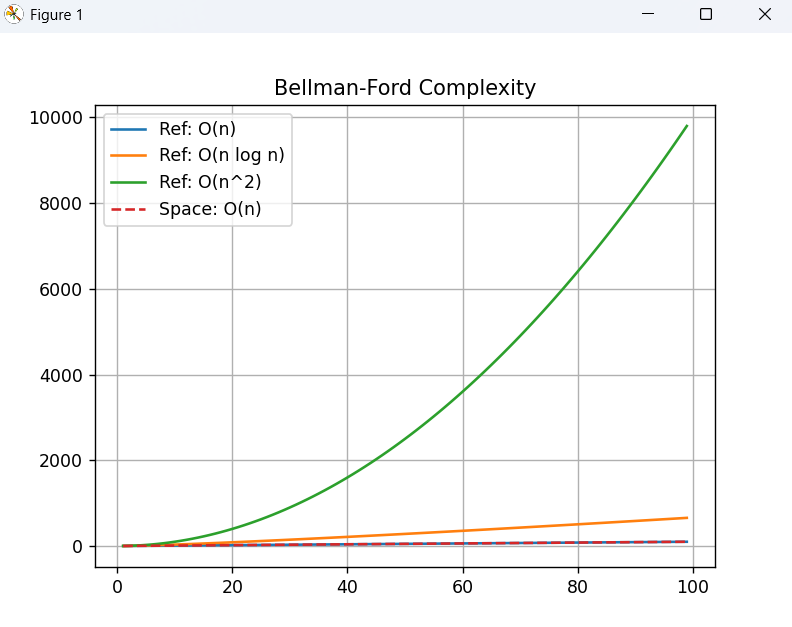 Figure 1
Bellman-Ford Complexity
10000
8000
6000
4000
2000
0
Ref: O(n)
Ref: O(n log n)
Ref: O(n^2)
Space: O(n)
0 20 40 60 80 100